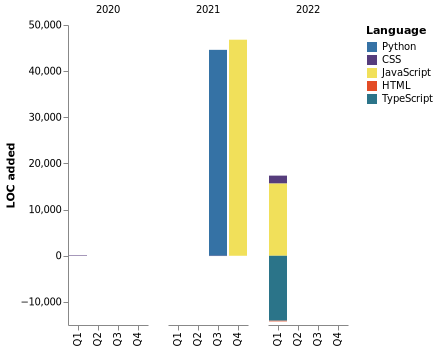 2020 2021 2022
50,000
40,000
30,000
20,000
10,000
0
−10,000
LOC added
Q1 Q2 Q3 Q4 Q1 Q2 Q3 Q4 Q1 Q2 Q3 Q4
Language
Python
CSS
JavaScript
HTML
TypeScript